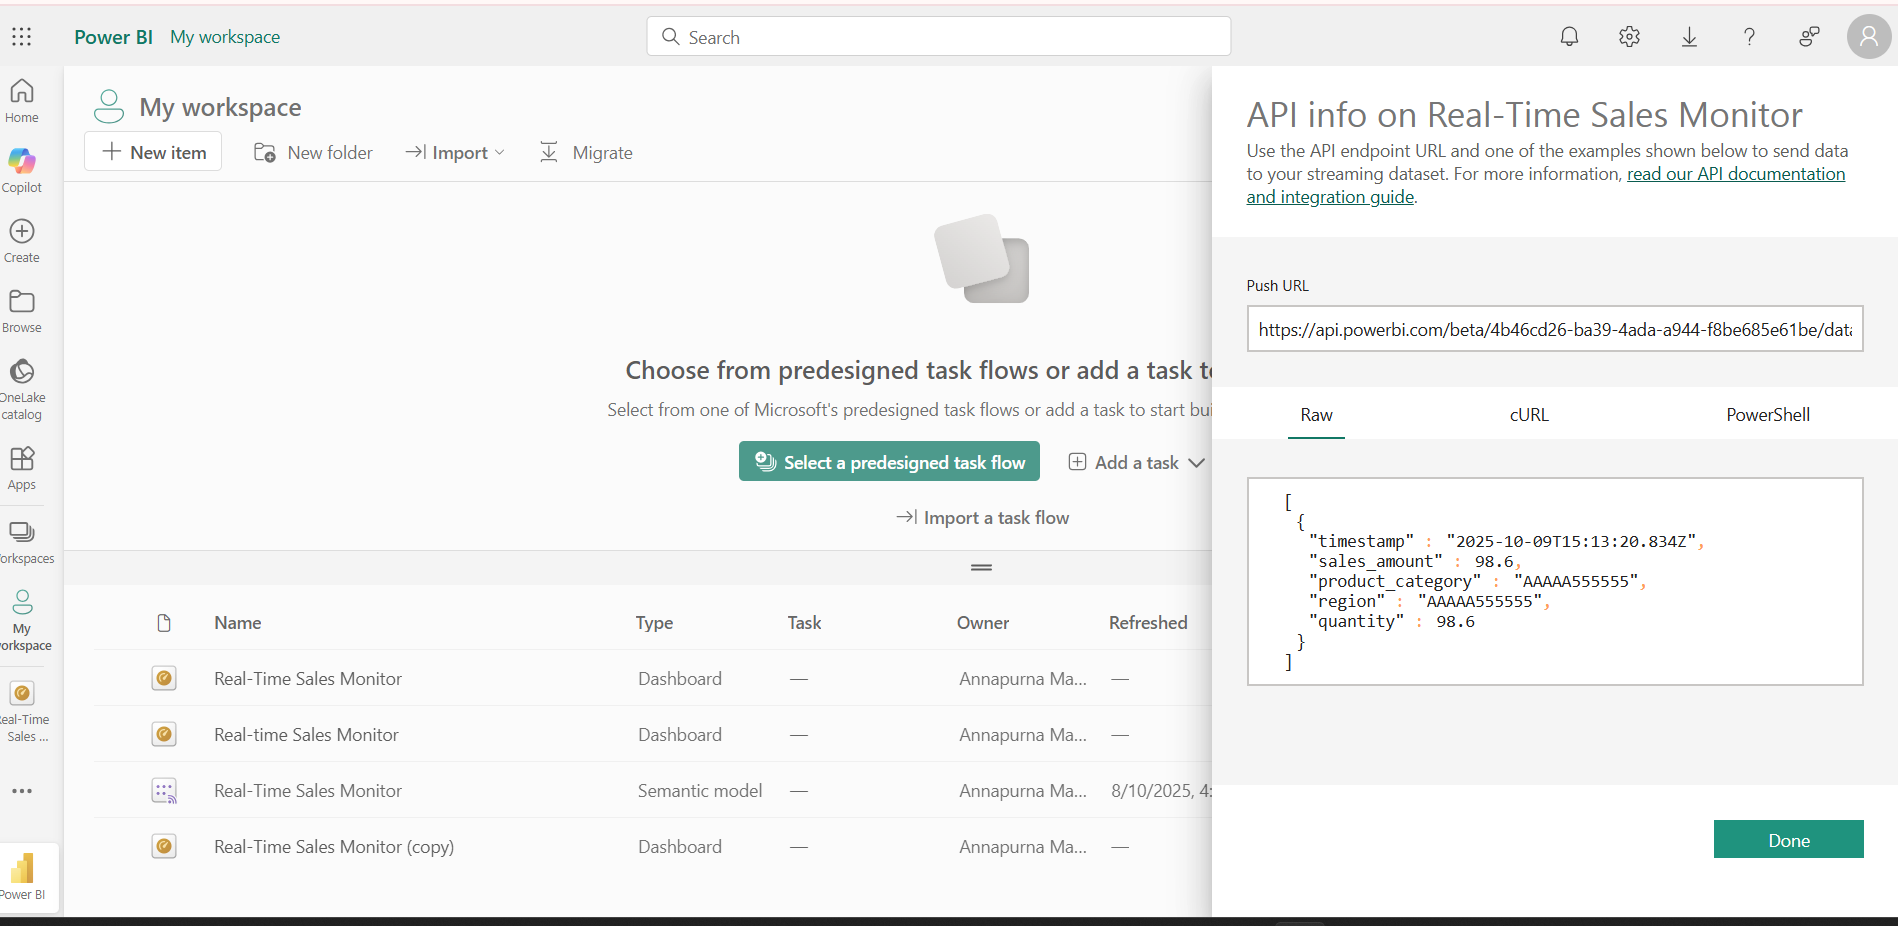 Power BI My workspace
Search
Home
Copilot
Create
Browse
OneLake
catalog
Apps
orkspaces
My
orkspace
eal-Time
Sales ...
Power BI
My workspace
New item
New folder
Import
Migrate
Choose from predesigned task flows or add a task t
Select from one of Microsoft's predesigned task flows or add a task to start bui
Select a predesigned task flow
Add a task
Import a task flow
Name Type Task Owner Refreshed
Real-Time Sales Monitor Dashboard — Annapurna Ma... —
Real-time Sales Monitor Dashboard — Annapurna Ma... —
Real-Time Sales Monitor Semantic model — Annapurna Ma... 8/10/2025, 4:
Real-Time Sales Monitor (copy) Dashboard — Annapurna Ma... —
API info on Real-Time Sales Monitor
Use the API endpoint URL and one of the examples shown below to send data
to your streaming dataset. For more information, read our API documentation
and integration guide.
Push URL
https://api.powerbi.com/beta/4b46cd26-ba39-4ada-a944-f8be685e61be/data
Raw cURL PowerShell
[
{
"timestamp" : "2025-10-09T15:13:20.834Z",
"sales_amount" : 98.6,
"product_category" : "AAAAA555555",
"region" : "AAAAA555555",
"quantity" : 98.6
}
]
Done